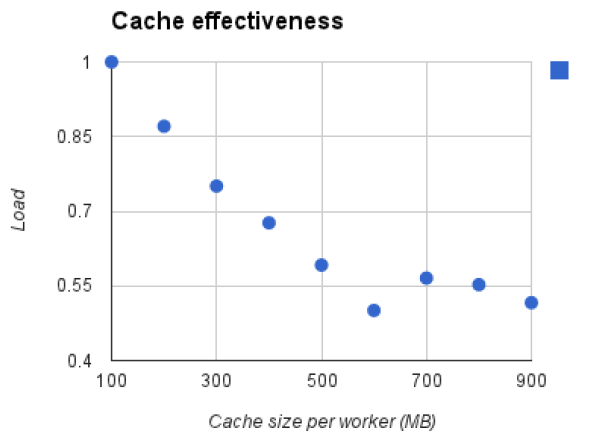 Cache effectiveness
1
0.85
0.7
0.55
0.4
Load
100 300 500 700 900
Cache size per worker (MB)